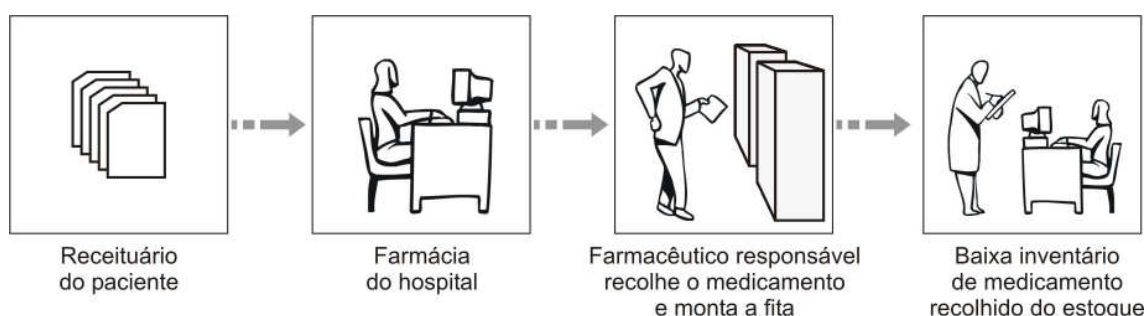 Receituário
do paciente
Farmácia
do hospital
Farmacêutico responsável
recolhe o medicamento
e monta a fita
Baixa inventário
de medicamento
recolhido do estoque